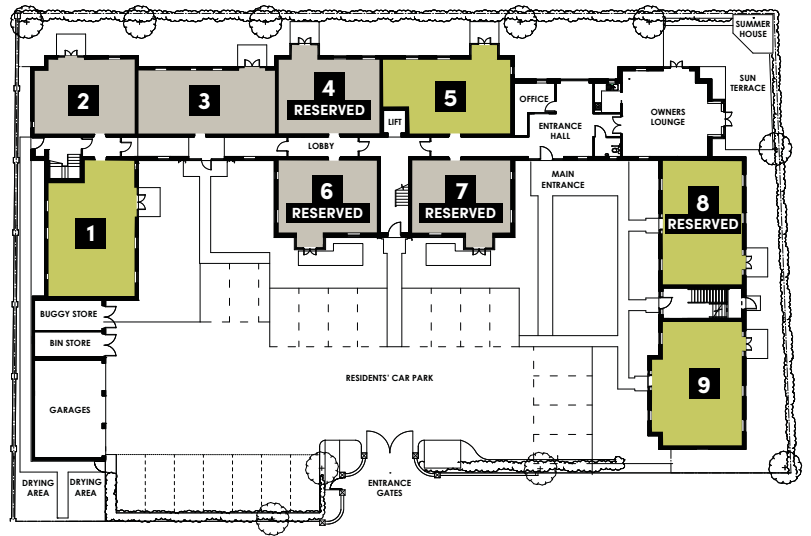 SUMMER
HOUSE
SUN
TERRACE
2
3
4
RESERVED
5
OFFICE
OWNERS
LOUNGE
LIFT
ENTRANCE
HALL
LOBBY
MAIN
ENTRANCE
1
6
RESERVED
7
RESERVED
8
RESERVED
BUGGY STORE
BIN STORE
GARAGES
RESIDENTS' CAR PARK
9
DRYING
AREA
DRYING
AREA
ENTRANCE
GATES